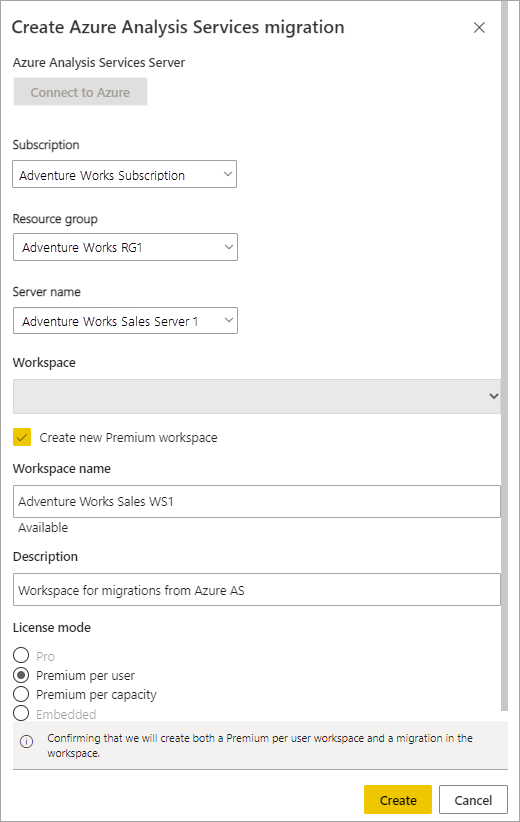 Create Azure Analysis Services migration
Azure Analysis Services Server
Connect to Azure
Subscription
Adventure Works Subscription
Resource group
Adventure Works RG1
Server name
Adventure Works Sales Server 1
Workspace
Create new Premium workspace
Workspace name
Adventure Works Sales WS1
Available
Description
Workspace for migrations from Azure AS
License mode
Pro
Premium per user
Premium per capacity
Embedded
Confirming that we will create both a Premium per user workspace and a migration in the
workspace.
Create
Cancel